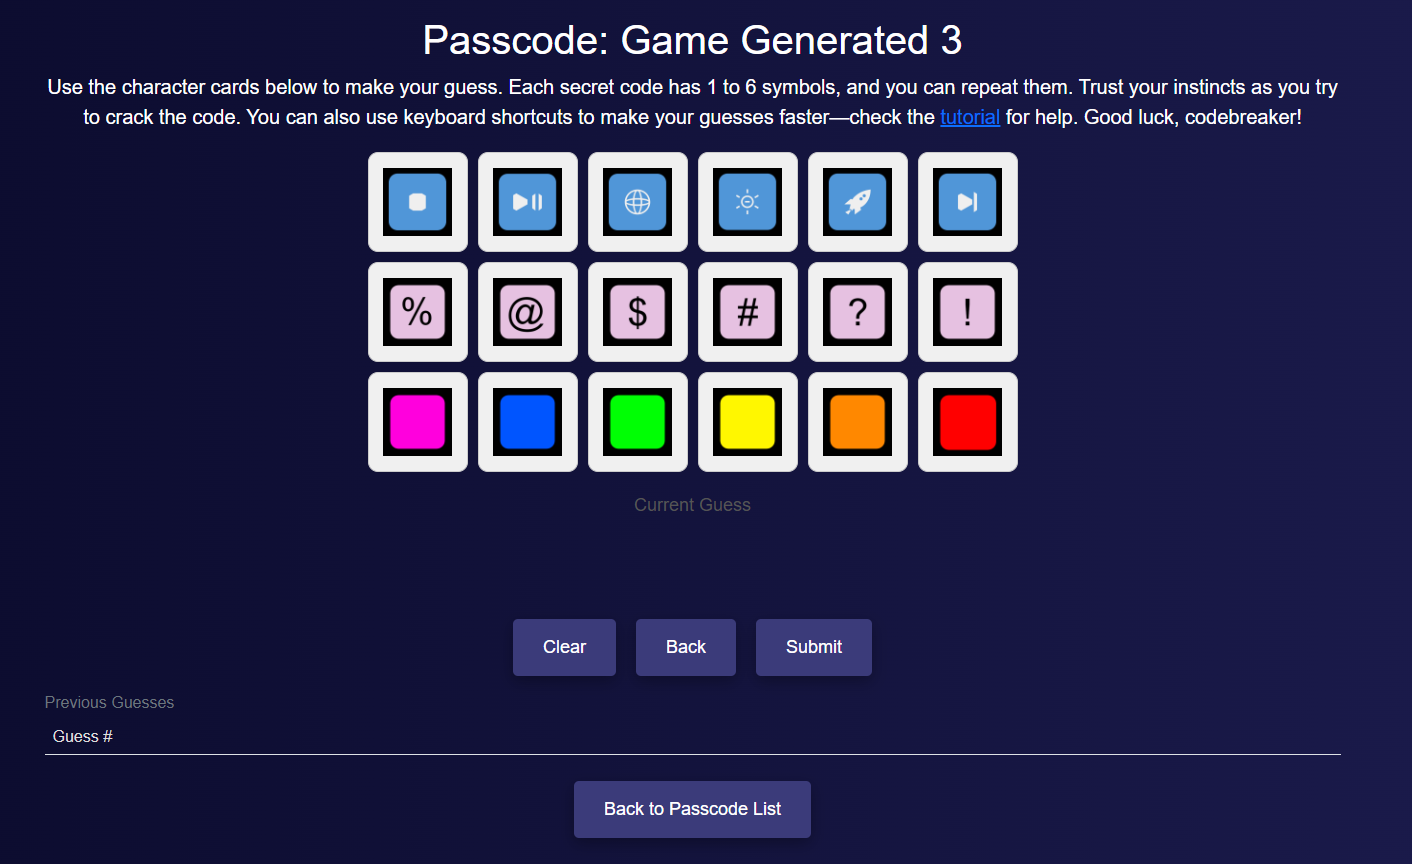 Passcode: Game Generated 3
Use the character cards below to make your guess. Each secret code has 1 to 6 symbols, and you can repeat them. Trust your instincts as you try
to crack the code. You can also use keyboard shortcuts to make your guesses faster—check the tutorial for help. Good luck, codebreaker!
% @ $ # ? !
Current Guess
Clear Back Submit
Previous Guesses
Guess #
Back to Passcode List